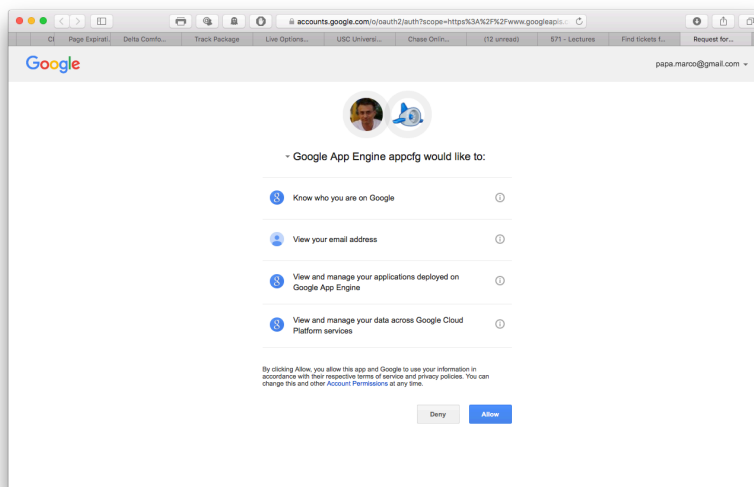 accounts.google.com/o/oauth2/auth?scope=https%3A%2F%2Fwww.googleapis.c
Cl Page Expirati.. Delta Comfo... Track Package Live Options... USC Universi... Chase Onlin... (12 unread) 571 - Lectures Find tickets f... Request for...
Google
papa.marco@gmail.com
Google App Engine appcfg would like to:
Know who you are on Google
View your email address
View and manage your applications deployed on
Google App Engine
View and manage your data across Google Cloud
Platform services
By clicking Allow, you allow this app and Google to use your information in
accordance with their respective terms of service and privacy policies. You can
change this and other Account Permissions at any time.
Deny Allow